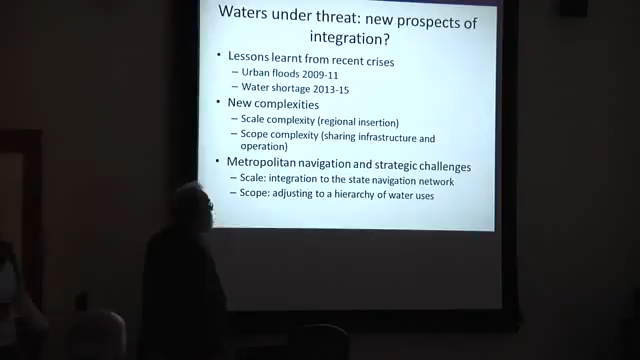 Waters under threat: new prospects of
integration?
• Lessons learnt from recent crises
– Urban floods 2009-11
– Water shortage 2013-15
• New complexities
– Scale complexity (regional insertion)
– Scope complexity (sharing infrastructure and
operation)
• Metropolitan navigation and strategic challenges
– Scale: integration to the state navigation network
– Scope: adjusting to a hierarchy of water uses